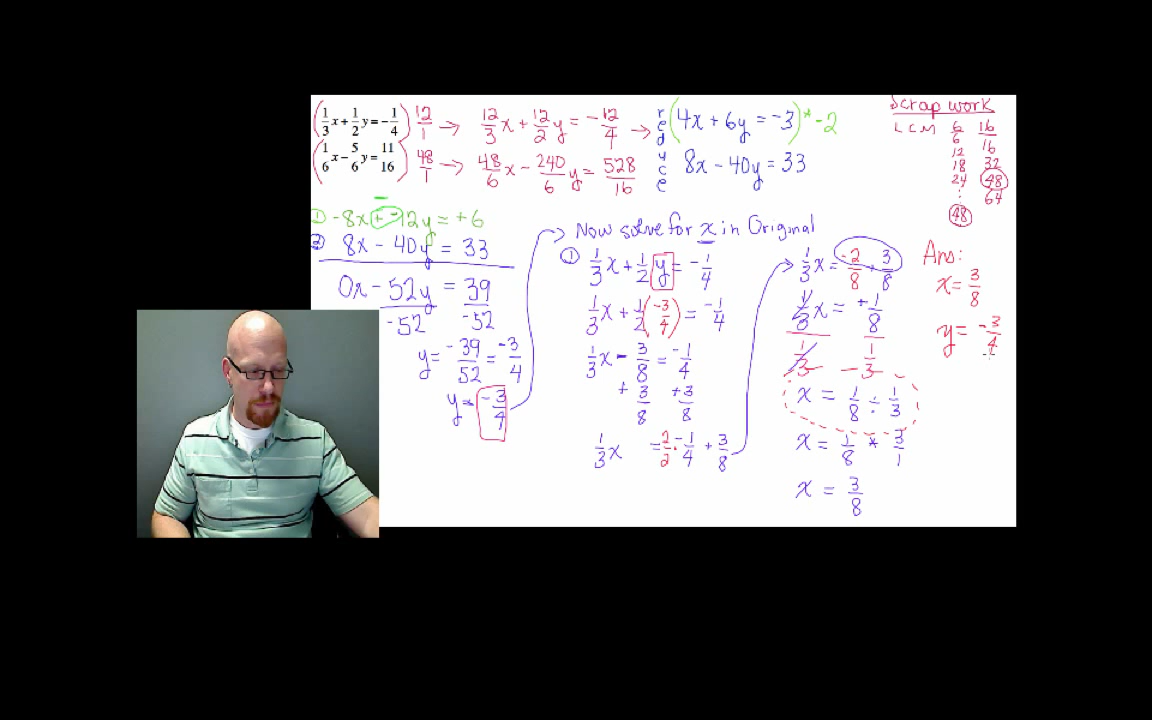 1/3 x + 1/2 y = -1/4
1/6 x - 5/6 y = 11/16
12/1 → 12/3 x + 12/2 y = -12/4 →
48/1 → 48/6 x - 240/6 y = 528/16
reduce
(4x + 6y = -3) * -2
8x - 40y = 33
Scrap work
LCM
6 16
6 16
12 32
18 48
24 64
⋮
48
① -8x + -12y = +6
② 8x - 40y = 33
0x - 52y = 39
-52 -52
y = -39/52 = -3/4
y = -3/4
→ Now solve for x in Original
① 1/3 x + 1/2 y = -1/4
1/3 x + 1/2 (-3/4) = -1/4
1/3 x - 3/8 = -1/4
+ 3/8 +3/8
1/3 x = 2/2 · -1/4 + 3/8
1/3 x = -2/8 + 3/8
1/3 x = +1/8
1/3 1/3
x = 1/8 ÷ 1/3
x = 1/8 * 3/1
x = 3/8
Ans:
x = 3/8
y = -3/4